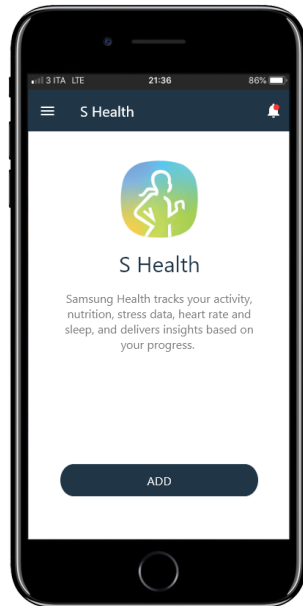 3 ITA LTE 21:36 86%
S Health
S Health
Samsung Health tracks your activity,
nutrition, stress data, heart rate and
sleep, and delivers insights based on
your progress.
ADD